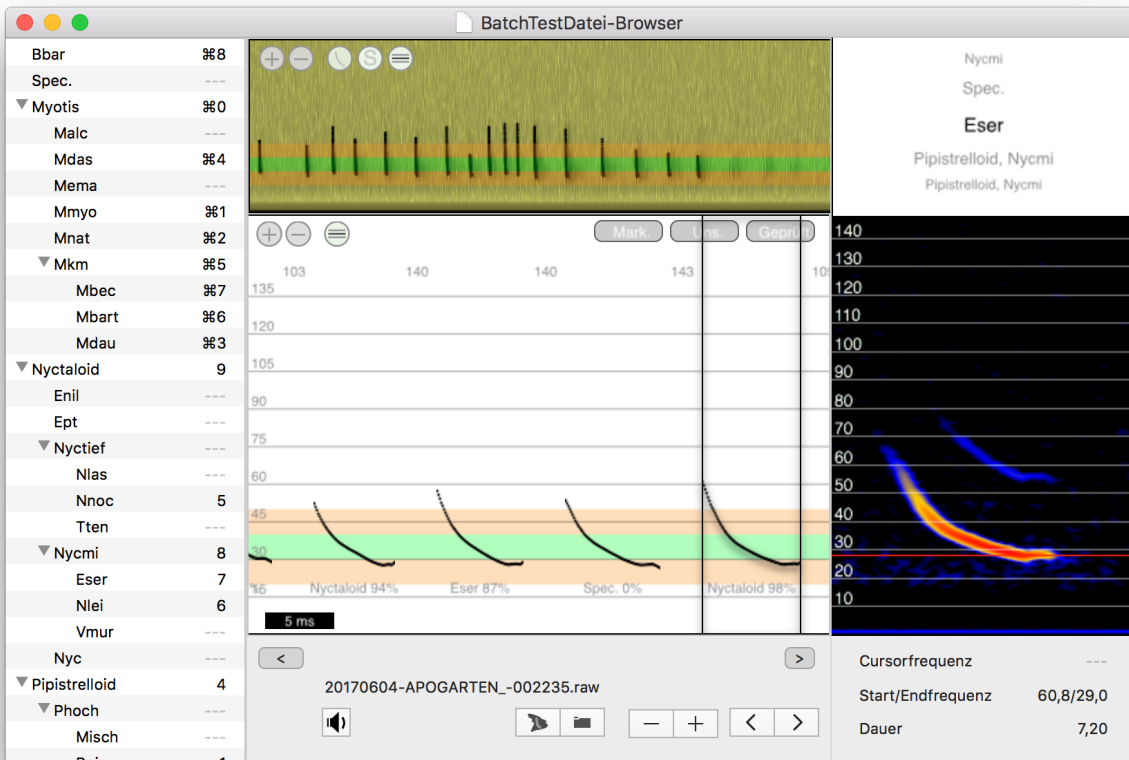 BatchTestDatei-Browser
Bbar ⌘8
Spec. ---
Myotis ⌘0
Malc ---
Mdas ⌘4
Mema ---
Mmyo ⌘1
Mnat ⌘2
Mkm ⌘5
Mbec ⌘7
Mbart ⌘6
Mdau ⌘3
Nyctaloid 9
Enil ---
Ept ---
Nyctief ---
Nlas ---
Nnoc 5
Tten ---
Nycmi 8
Eser 7
Nlei 6
Vmur ---
Nyc ---
Pipistrelloid 4
Phoch ---
Misch ---
S
Mark. Uns. Geprüft
103 140 140 143
135
120
105
90
75
60
45
30
Nyctaloid 94% Eser 87% Spec. 0% Nyctaloid 98%
5 ms
< >
20170604-APOGARTEN_-002235.raw
Nycmi
Spec.
Eser
Pipistrelloid, Nycmi
Pipistrelloid, Nycmi
140
130
120
110
100
90
80
70
60
50
40
30
20
10
Cursorfrequenz ---
Start/Endfrequenz 60,8/29,0
Dauer 7,20